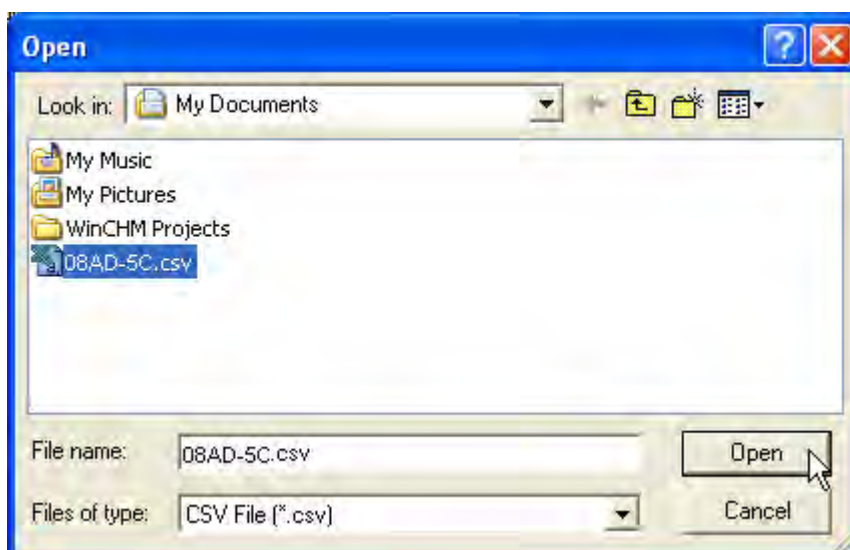 Open
Look in: My Documents
My Music
My Pictures
WinCHM Projects
08AD-5C.csv
File name: 08AD-5C.csv Open
Files of type: CSV File (*.csv) Cancel